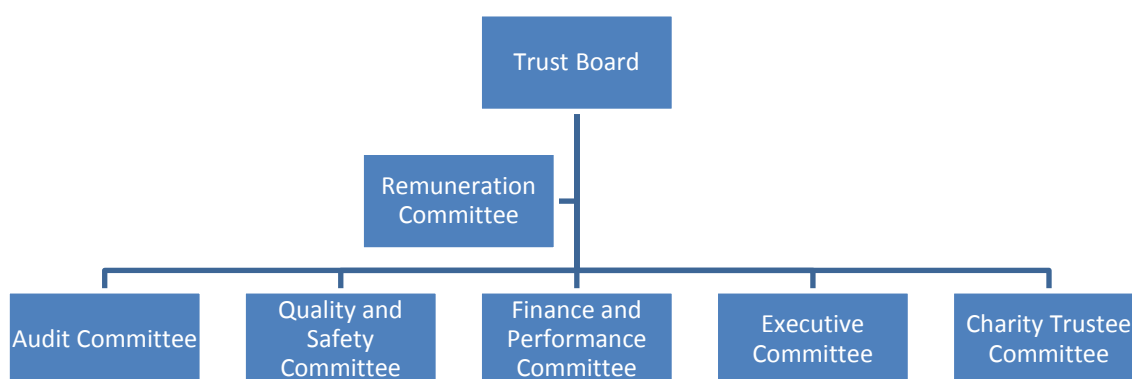 Trust Board
Remuneration
Committee
Audit Committee
Quality and
Safety
Committee
Finance and
Performance
Committee
Executive
Committee
Charity Trustee
Committee